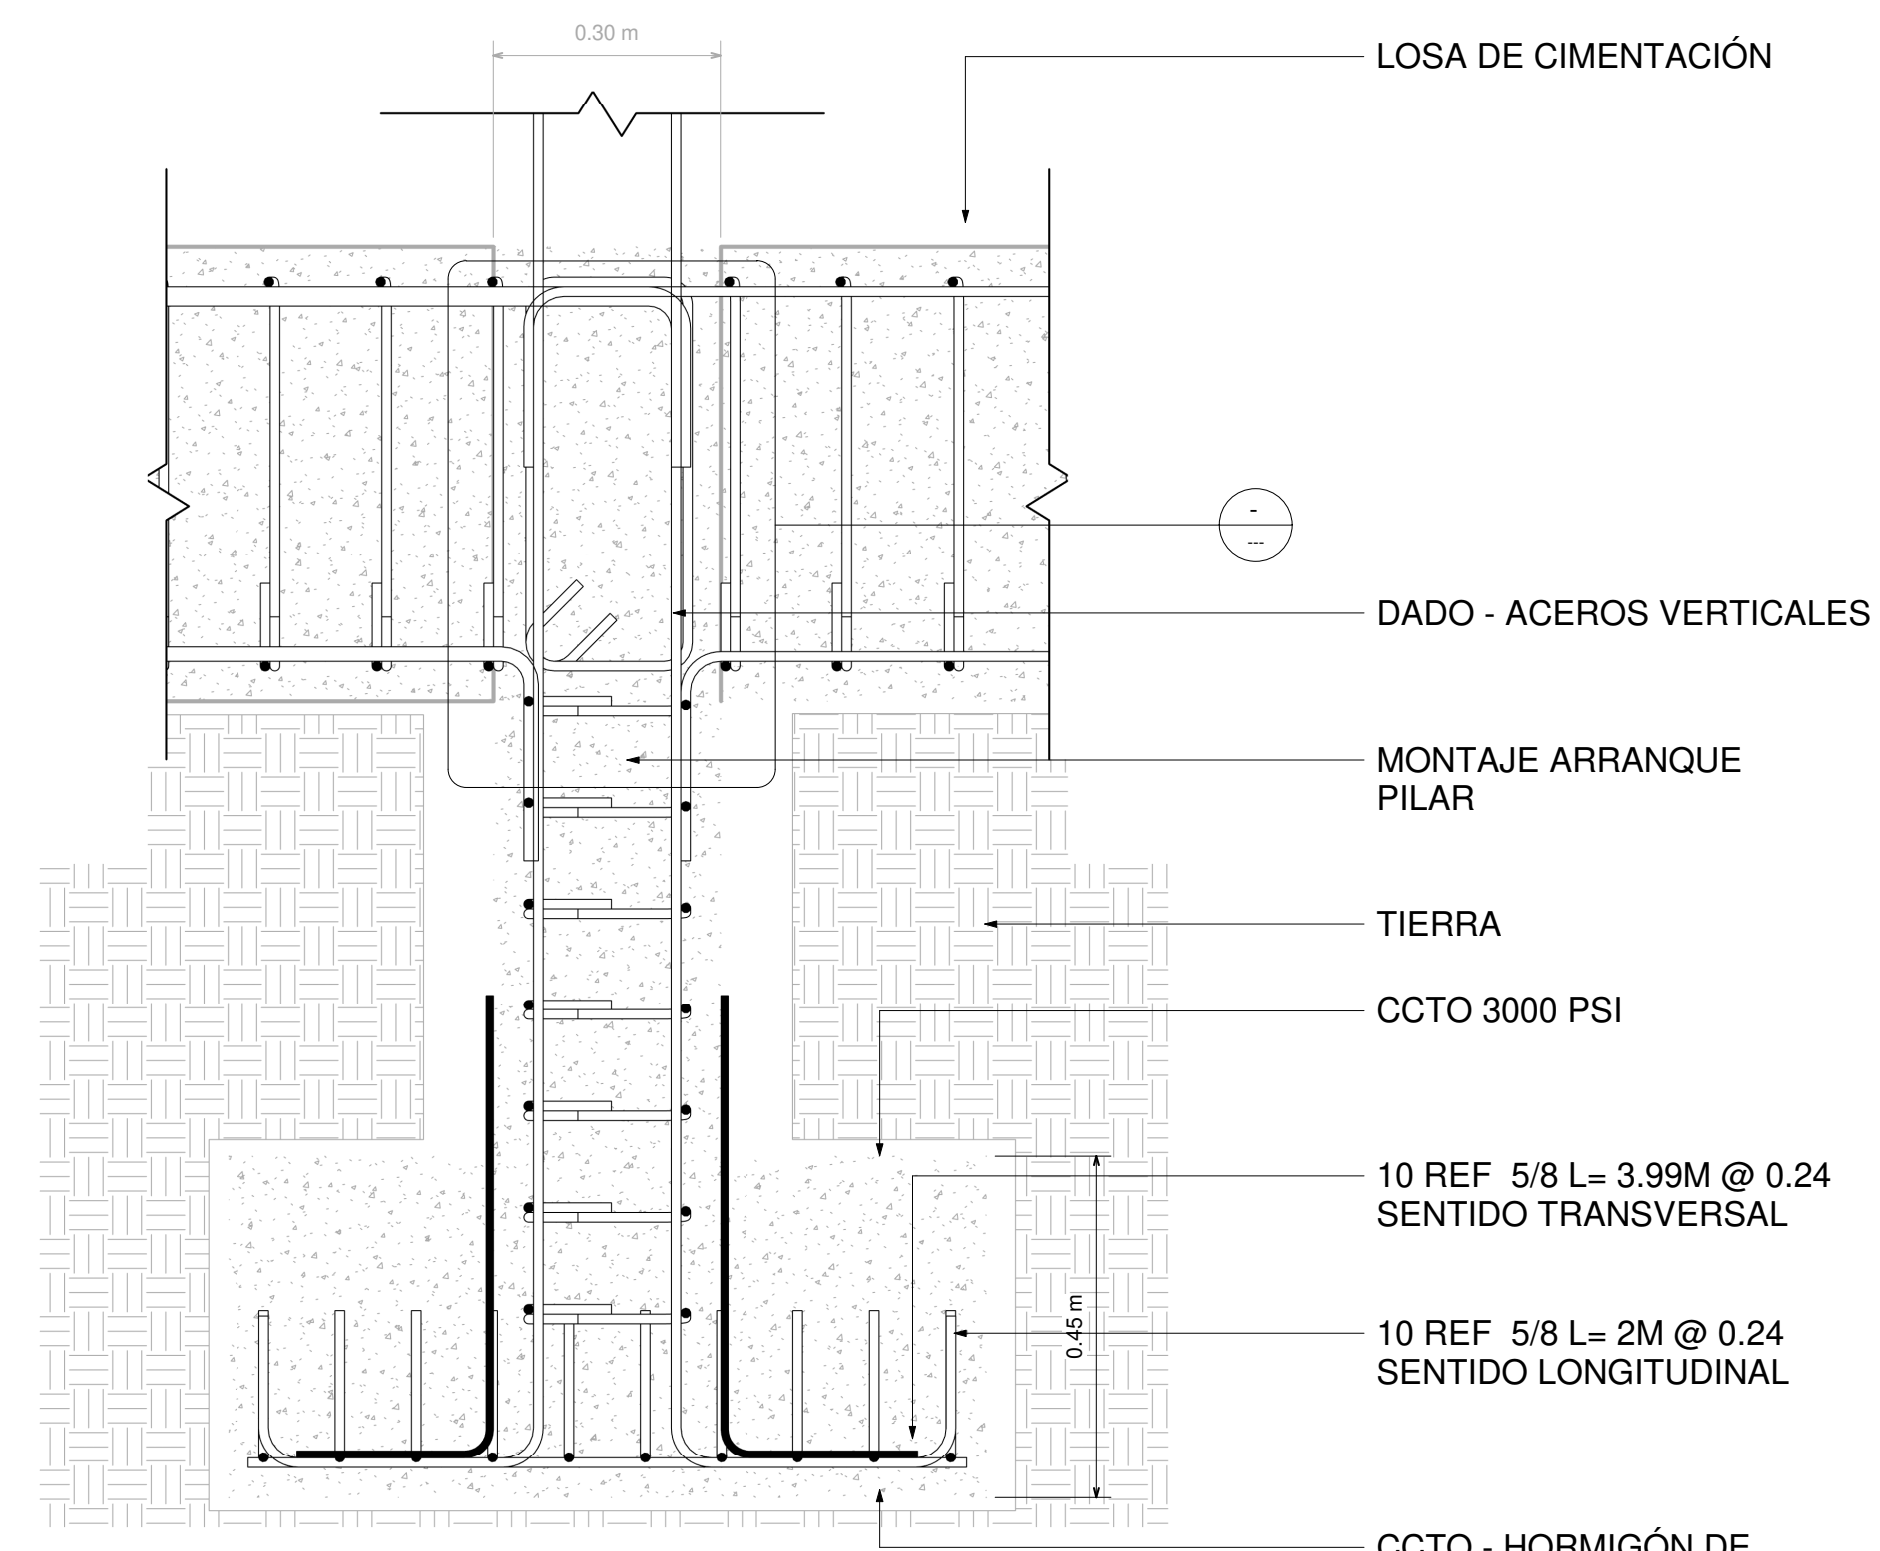 0.30 m
LOSA DE CIMENTACIÓN
-
---
DADO - ACEROS VERTICALES
MONTAJE ARRANQUE
PILAR
TIERRA
CCTO 3000 PSI
10 REF  5/8 L= 3.99M @ 0.24
SENTIDO TRANSVERSAL
0.45 m
10 REF  5/8 L= 2M @ 0.24
SENTIDO LONGITUDINAL
CCTO - HORMIGÓN DE